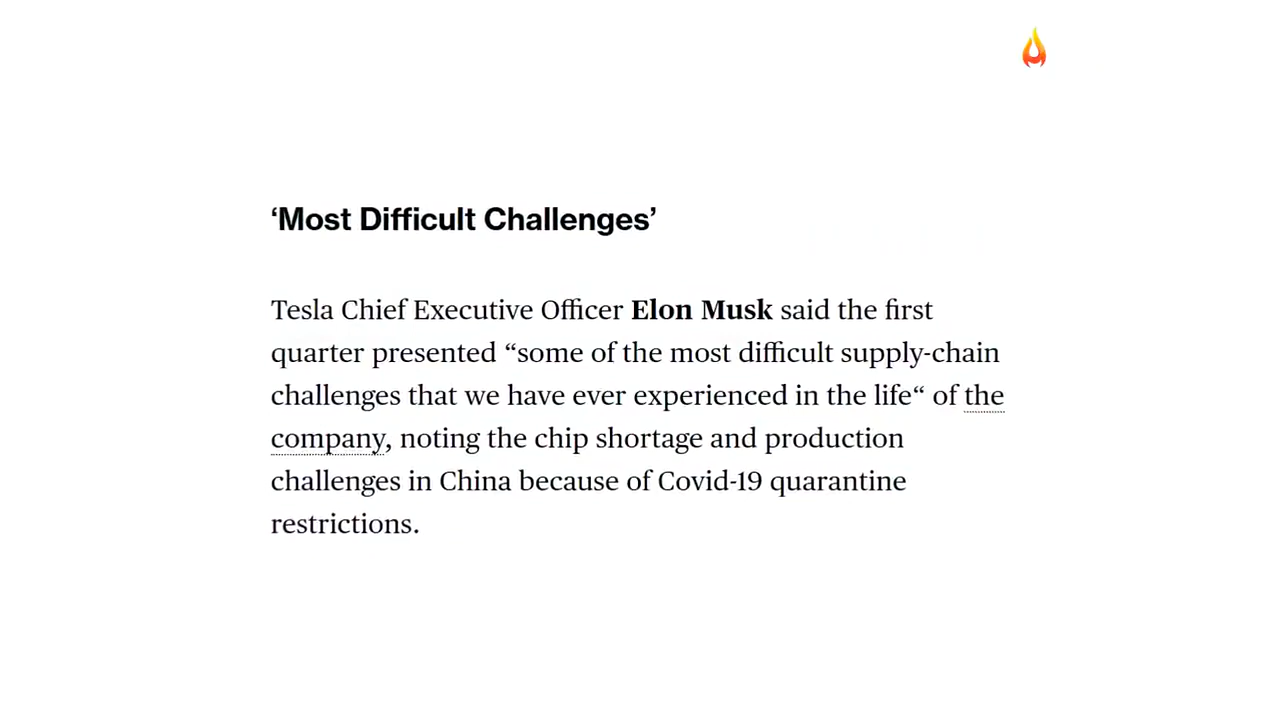 ‘Most Difficult Challenges’
Tesla Chief Executive Officer Elon Musk said the first
quarter presented “some of the most difficult supply-chain
challenges that we have ever experienced in the life“ of the
company, noting the chip shortage and production
challenges in China because of Covid-19 quarantine
restrictions.